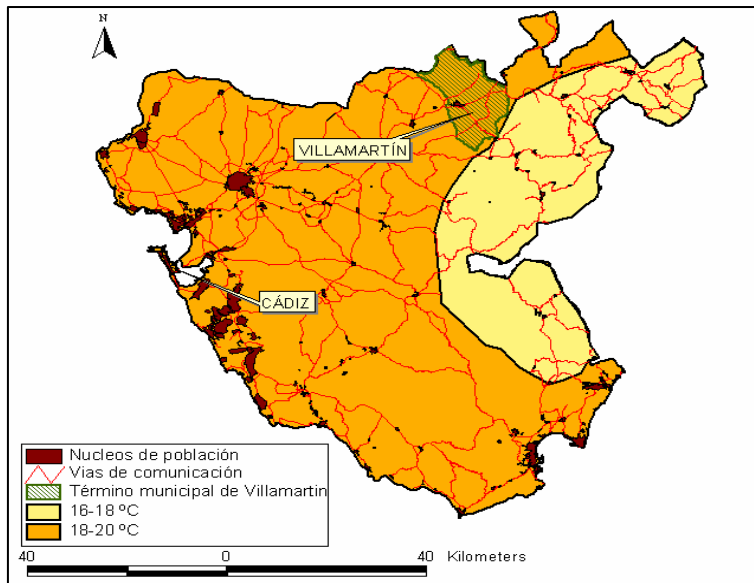 N
VILLAMARTÍN
CÁDIZ
Nucleos de población
Vias de comunicación
Término municipal de Villamartin
16-18 ºC
18-20 ºC
40 0 40 Kilometers